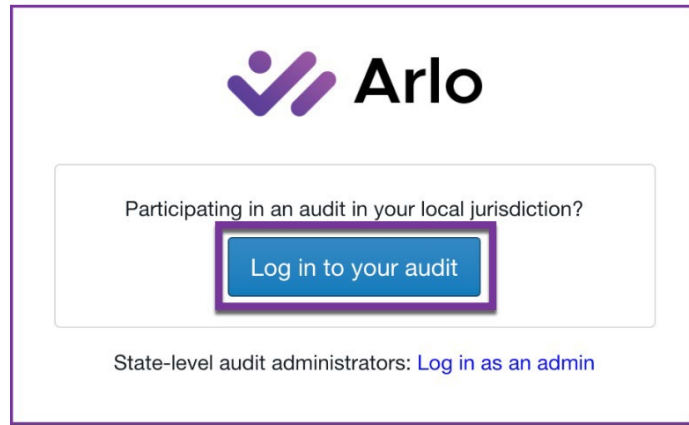 Arlo
Participating in an audit in your local jurisdiction?
Log in to your audit
State-level audit administrators: Log in as an admin